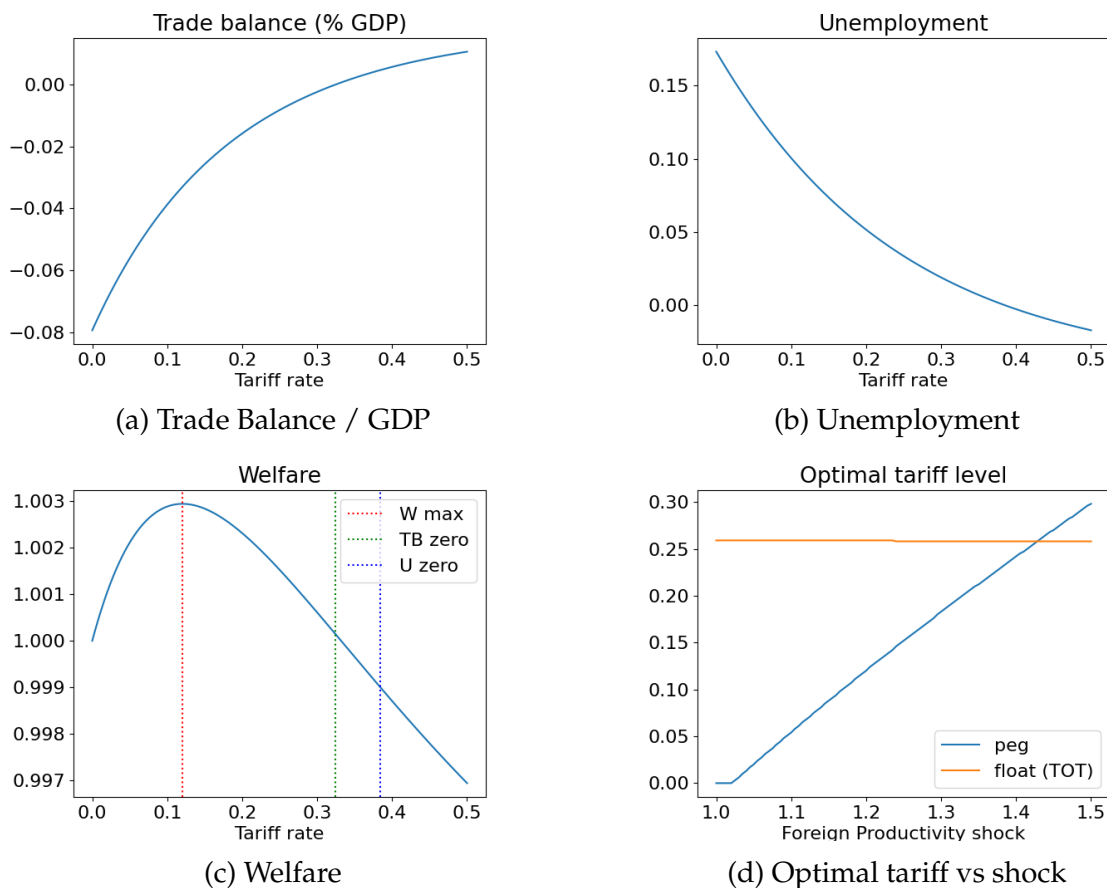 Trade balance (% GDP)
0.00
−0.02
−0.04
−0.06
−0.08
0.0 0.1 0.2 0.3 0.4 0.5
Tariff rate
(a) Trade Balance / GDP
Unemployment
0.15
0.10
0.05
0.00
0.0 0.1 0.2 0.3 0.4 0.5
Tariff rate
(b) Unemployment
Welfare
1.003
1.002
1.001
1.000
0.999
0.998
0.997
W max
TB zero
U zero
0.0 0.1 0.2 0.3 0.4 0.5
Tariff rate
(c) Welfare
Optimal tariff level
0.30
0.25
0.20
0.15
0.10
0.05
0.00
peg
float (TOT)
1.0 1.1 1.2 1.3 1.4 1.5
Foreign Productivity shock
(d) Optimal tariff vs shock